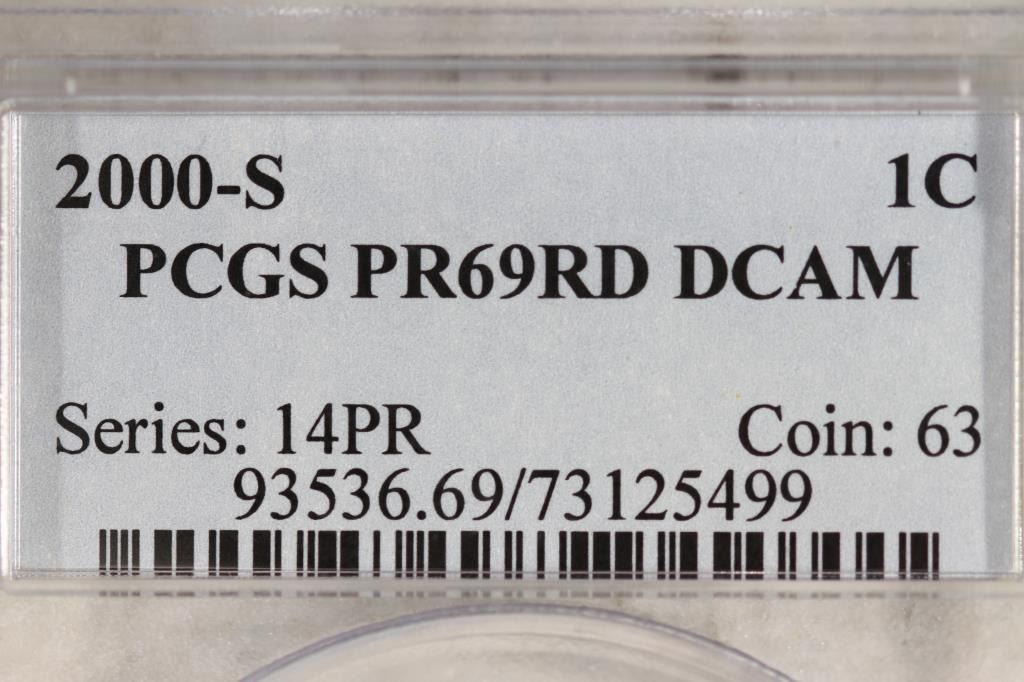 2000-S 1C
PCGS PR69RD DCAM
Series: 14PR Coin: 63
93536.69/73125499